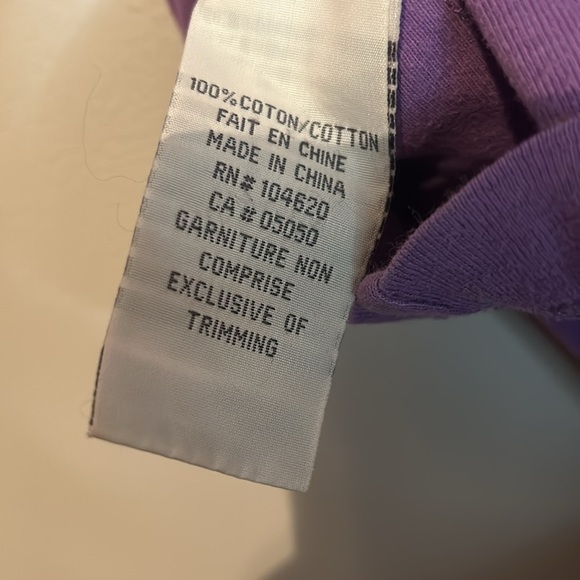 100% COTON/COTTON
FAIT EN CHINE
MADE IN CHINA
RN# 104620
CA # 05050
GARNITURE NON
COMPRISE
EXCLUSIVE OF
TRIMMING